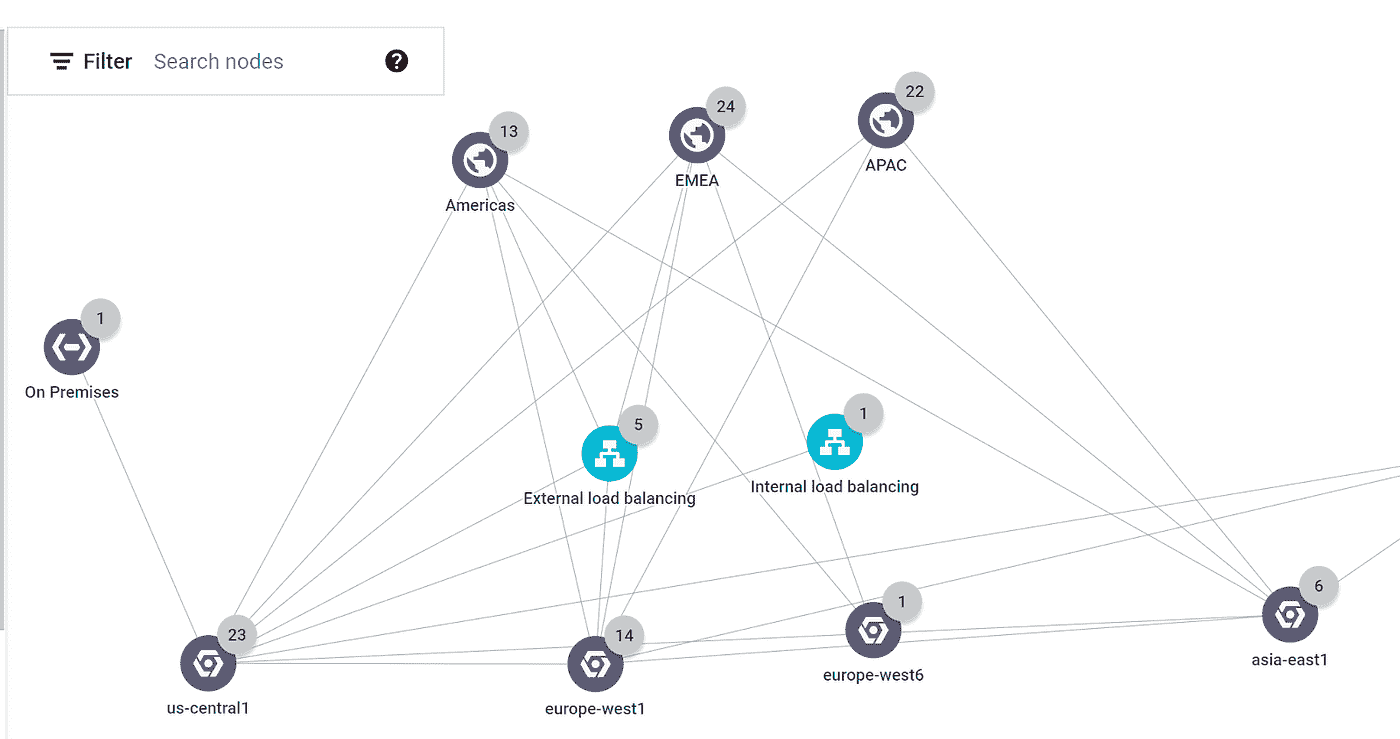 Filter Search nodes ?
22
24
13
APAC
EMEA
Americas
1
On Premises
5
1
External load balancing
Internal load balancing
6
1
23
14
asia-east1
europe-west6
us-central1
europe-west1